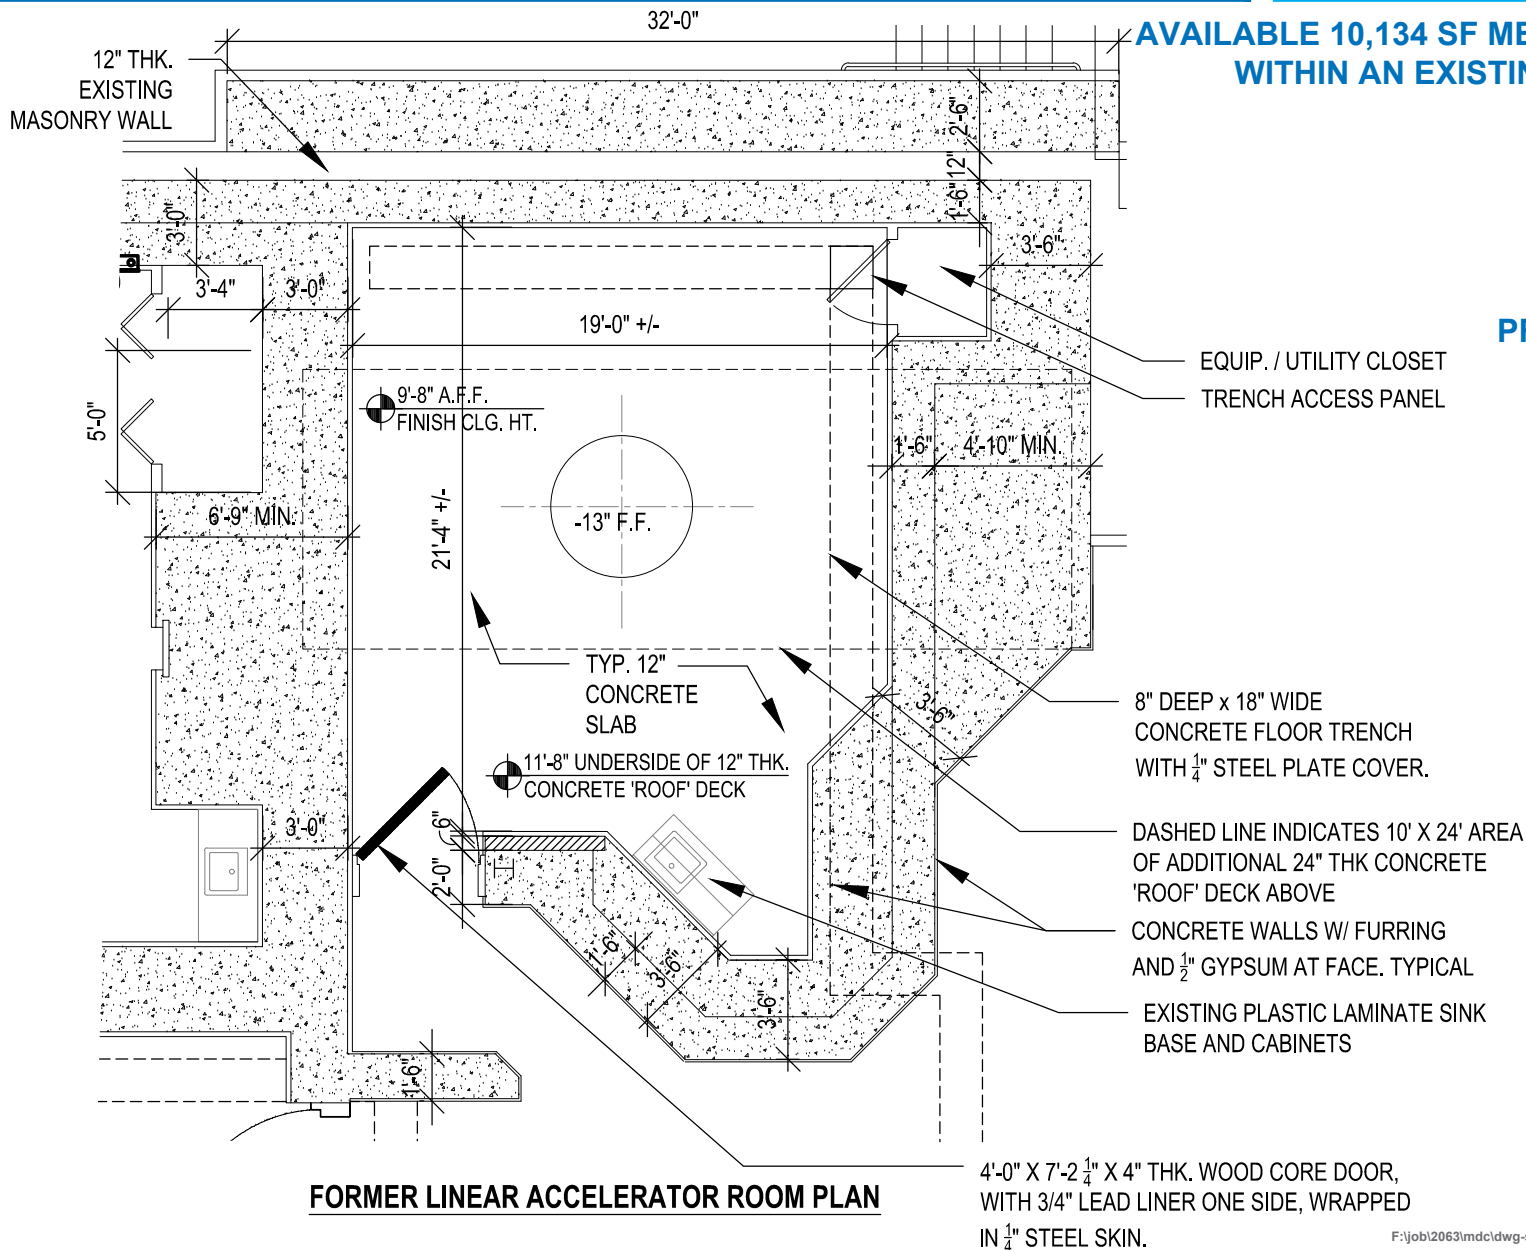 32'-0"
AVAILABLE 10,134 SF ME
WITHIN AN EXISTIN
12" THK.
EXISTING
MASONRY WALL
2'-6"
12"
1'-6"
3'-0"
3'-6"
3'-4"
3'-0"
19'-0" +/-
PR
EQUIP. / UTILITY CLOSET
TRENCH ACCESS PANEL
9'-8" A.F.F.
FINISH CLG. HT.
5'-0"
1'-6"
4'-10" MIN.
21'-4" +/-
6'-9" MIN.
-13" F.F.
TYP. 12"
CONCRETE
SLAB
3'-6"
8" DEEP x 18" WIDE
CONCRETE FLOOR TRENCH
WITH 1/4" STEEL PLATE COVER.
11'-8" UNDERSIDE OF 12" THK.
CONCRETE 'ROOF' DECK
3'-0"
6"
2'-0"
DASHED LINE INDICATES 10' X 24' AREA
OF ADDITIONAL 24" THK CONCRETE
'ROOF' DECK ABOVE
CONCRETE WALLS W/ FURRING
AND 1/2" GYPSUM AT FACE. TYPICAL
1'-6"
3'-6"
3'-6"
EXISTING PLASTIC LAMINATE SINK
BASE AND CABINETS
1'-6"
4'-0" X 7'-2 1/4" X 4" THK. WOOD CORE DOOR,
WITH 3/4" LEAD LINER ONE SIDE, WRAPPED
IN 1/4" STEEL SKIN.
FORMER LINEAR ACCELERATOR ROOM PLAN
F:\job\2063\mdc\dwg-s